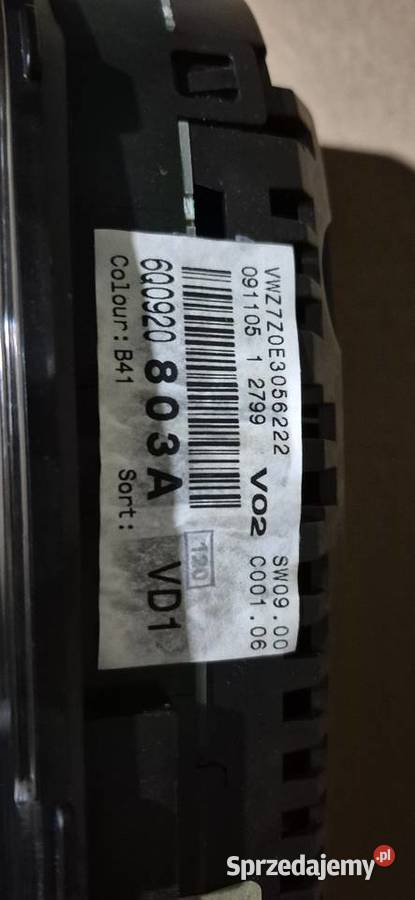 VWZ7Z0E3056222 SW09.00
091105 1 2799 V02 C001.06
6Q0920 803A VD1
120
Colour:B41 Sort:
Sprzedajemy.pl